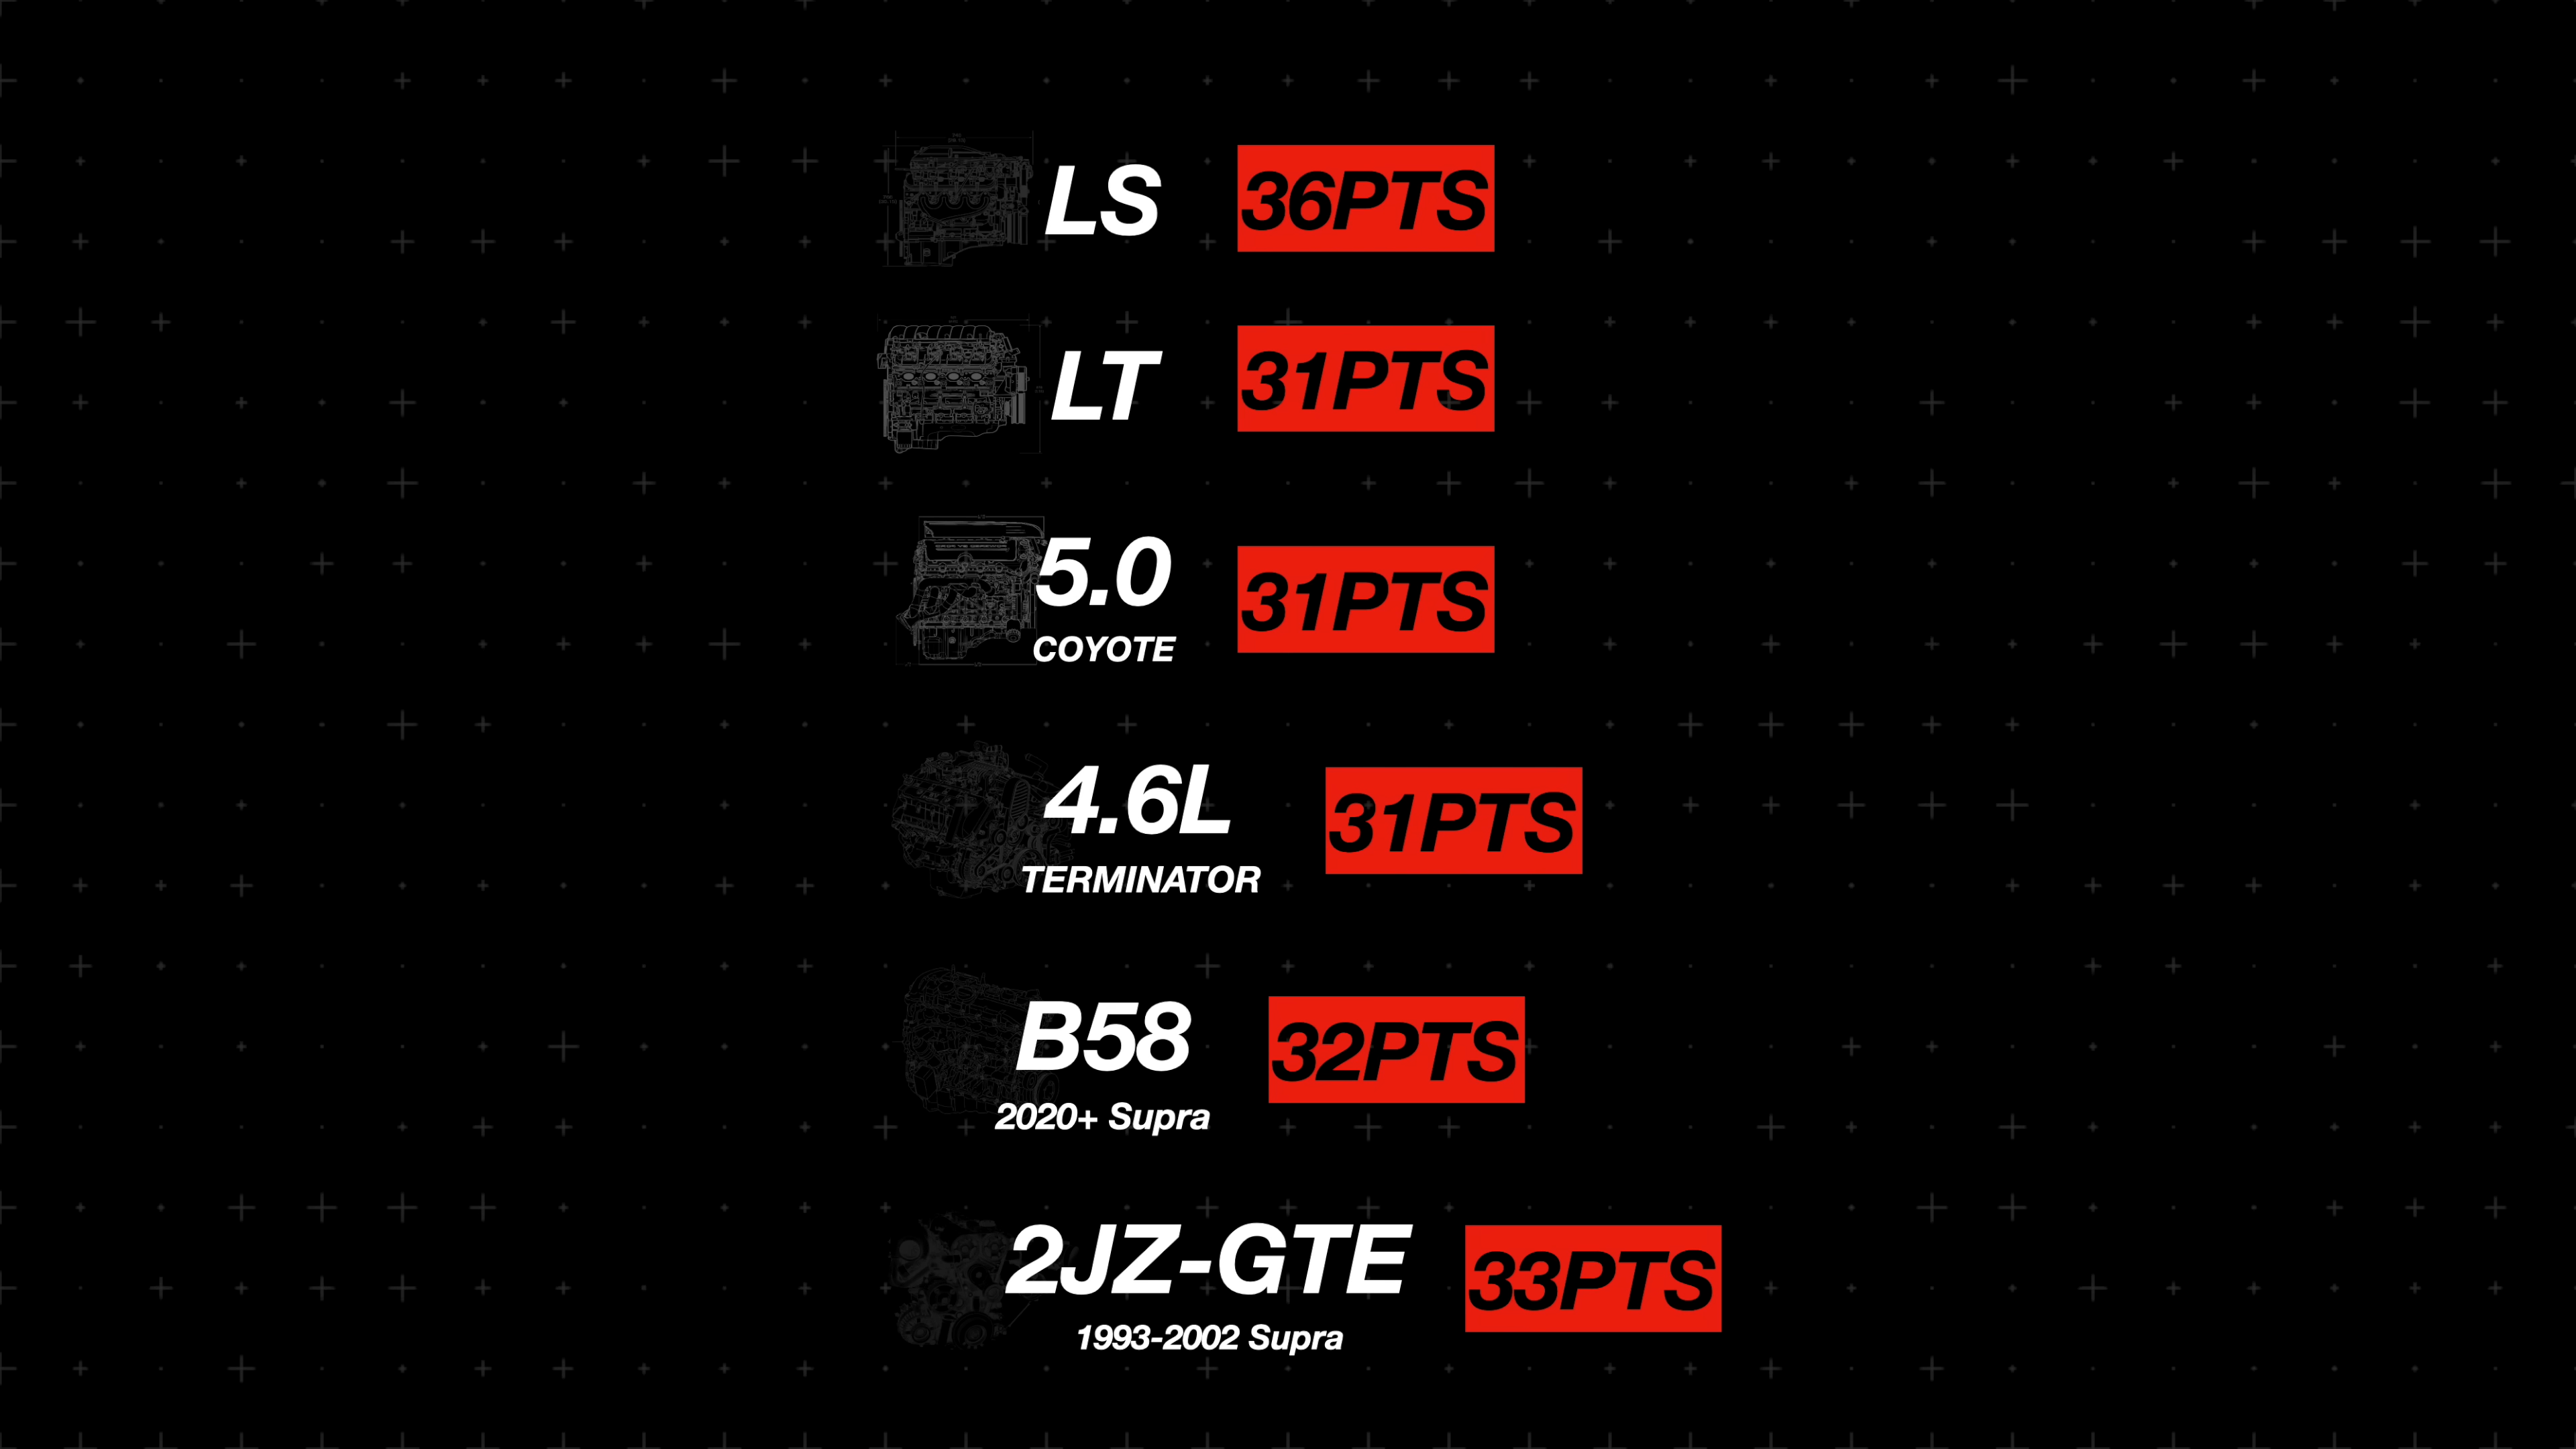 LS
36PTS
LT
31PTS
5.0
COYOTE
31PTS
4.6L
TERMINATOR
31PTS
B58
2020+ Supra
32PTS
2JZ-GTE
1993-2002 Supra
33PTS